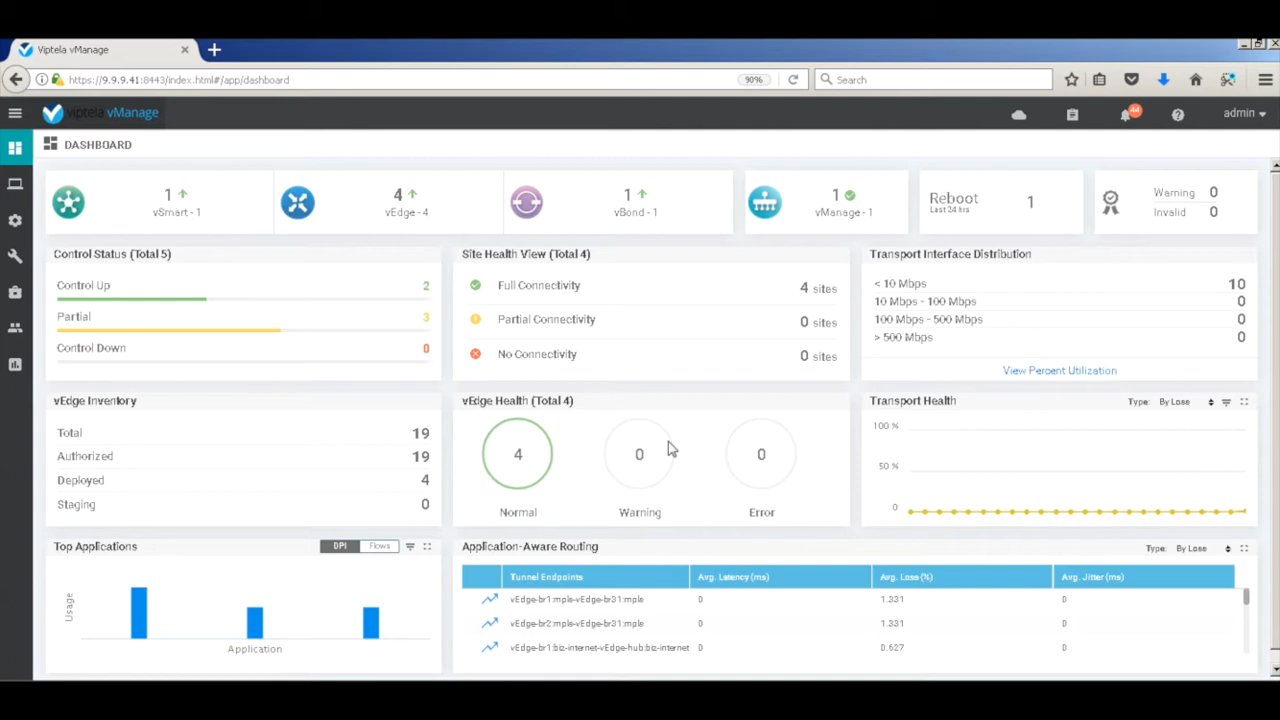 Viptela vManage
https://9.9.9.41:8443/index.html#/app/dashboard
90%
Search
viptela vManage
44
admin
DASHBOARD
1
vSmart - 1
4
vEdge - 4
1
vBond - 1
1
vManage - 1
Reboot
Last 24 hrs
1
Warning 0
Invalid 0
Control Status (Total 5)
Control Up 2
Partial 3
Control Down 0
Site Health View (Total 4)
Full Connectivity 4 sites
Partial Connectivity 0 sites
No Connectivity 0 sites
Transport Interface Distribution
< 10 Mbps 10
10 Mbps - 100 Mbps 0
100 Mbps - 500 Mbps 0
> 500 Mbps 0
View Percent Utilization
vEdge Inventory
Total 19
Authorized 19
Deployed 4
Staging 0
vEdge Health (Total 4)
4 0 0
Normal Warning Error
Transport Health Type: By Loss
100 %
50 %
0
Top Applications DPI Flows
Usage
Application
Application-Aware Routing Type: By Loss
Tunnel Endpoints Avg. Latency (ms) Avg. Loss (%) Avg. Jitter (ms)
vEdge-br1:mpls-vEdge-br31:mpls 0 1.331 0
vEdge-br2:mpls-vEdge-br31:mpls 0 1.331 0
vEdge-br1:biz-internet-vEdge-hub:biz-internet 0 0.627 0